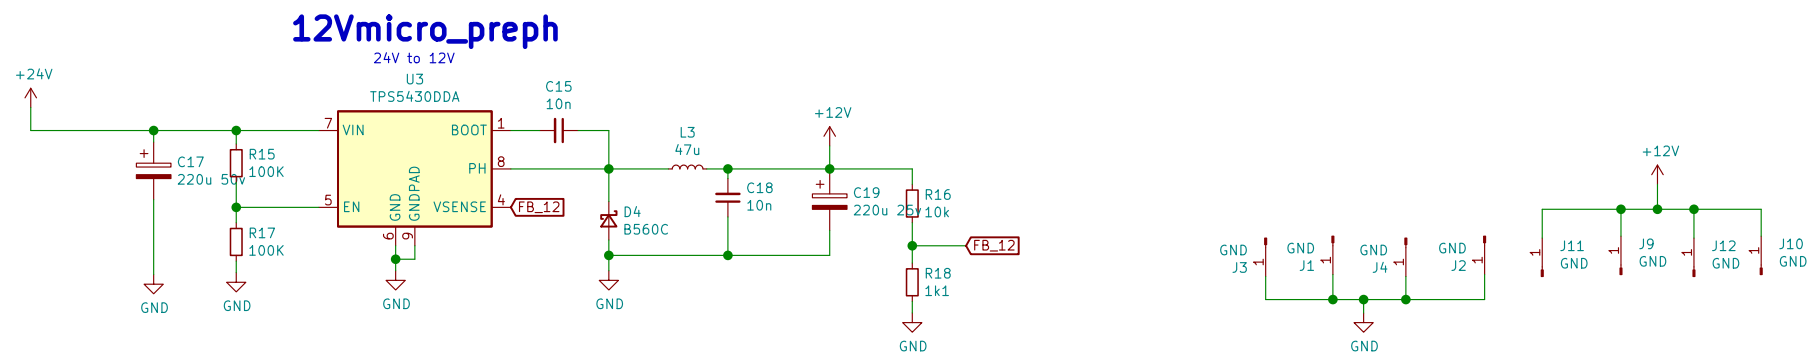 12Vmicro_preph
24V to 12V
+24V
U3
TPS5430DDA
C15
10n
+12V
7
VIN
BOOT
1
L3
47u
+
C17
220u 50v
R15
100K
GNDPAD
PH
8
+
C18
10n
C19
220u 25v
R16
10k
5
EN
GND
VSENSE
4
FB_12
D4
B560C
R17
100K
6
9
FB_12
R18
1k1
GND
GND
GND
GND
GND
+12V
GND
J3
1
GND
J1
1
GND
J4
1
GND
J2
1
1
J11
GND
1
J9
GND
1
J12
GND
1
J10
GND
GND